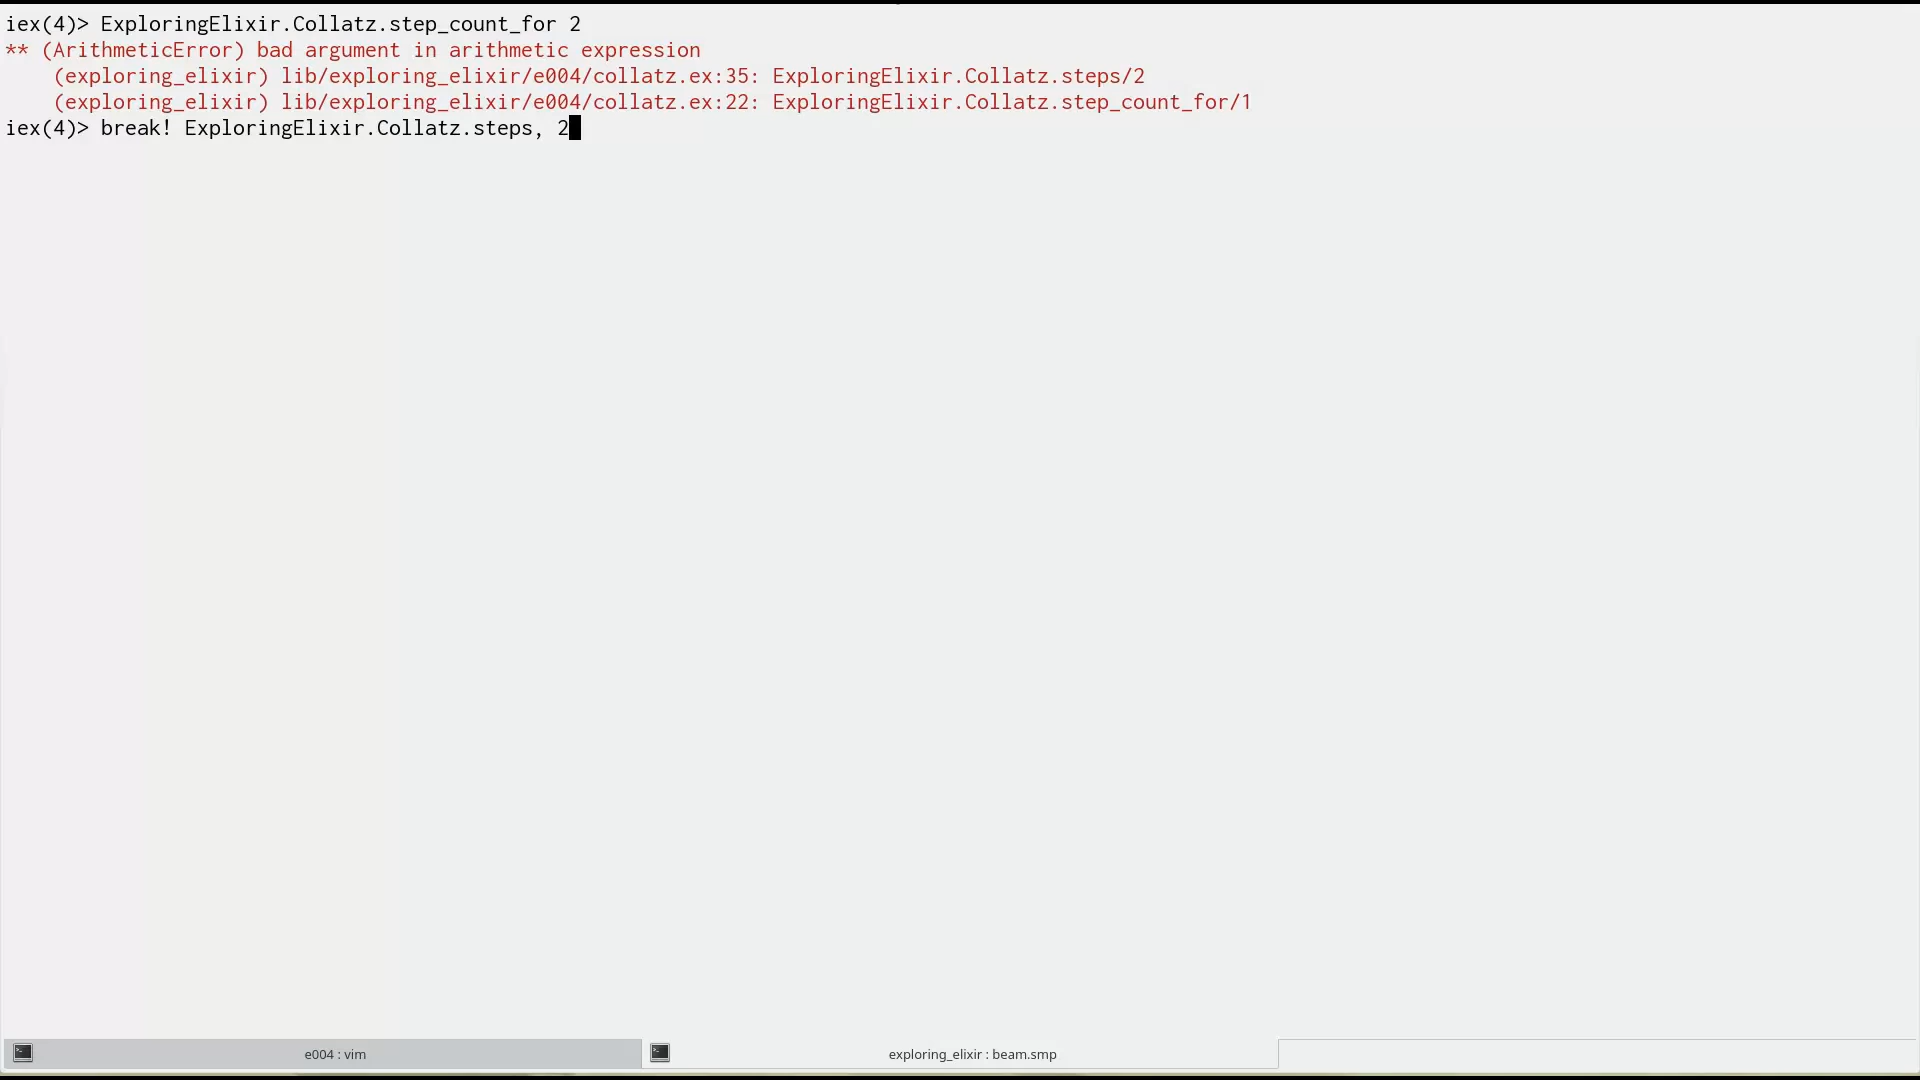 iex(4)> ExploringElixir.Collatz.step_count_for 2
** (ArithmeticError) bad argument in arithmetic expression
    (exploring_elixir) lib/exploring_elixir/e004/collatz.ex:35: ExploringElixir.Collatz.steps/2
    (exploring_elixir) lib/exploring_elixir/e004/collatz.ex:22: ExploringElixir.Collatz.step_count_for/1
iex(4)> break! ExploringElixir.Collatz.steps, 2
e004 : vim
exploring_elixir : beam.smp